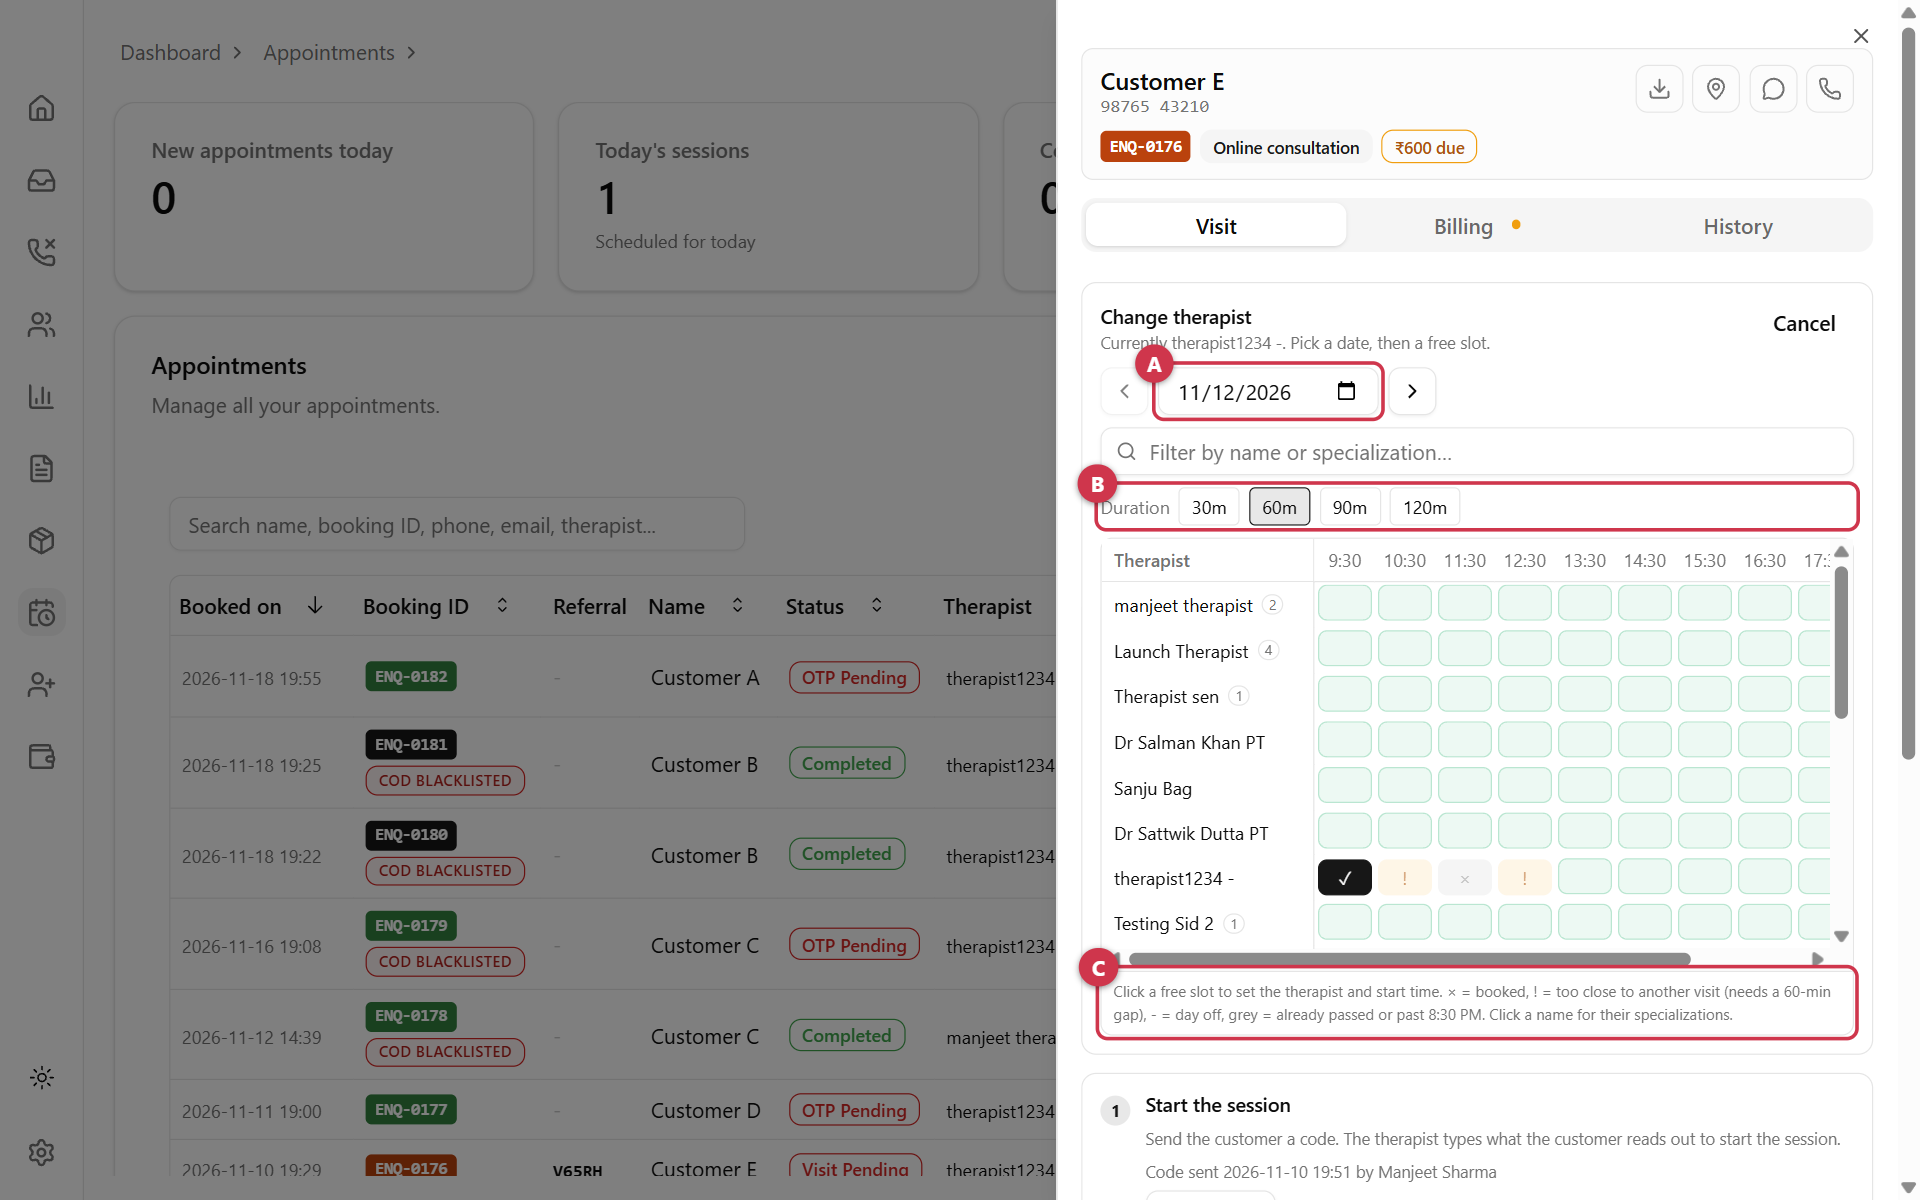 Dashboard
Appointments
New appointments today
0
Today's sessions
1
Scheduled for today
Appointments
Manage all your appointments.
Search name, booking ID, phone, email, therapist...
Booked on Booking ID Referral Name Status Therapist
2026-11-18 19:55 ENQ-0182 - Customer A OTP Pending therapist1234
2026-11-18 19:25 ENQ-0181 COD BLACKLISTED - Customer B Completed therapist1234
2026-11-18 19:22 ENQ-0180 COD BLACKLISTED - Customer B Completed therapist1234
2026-11-16 19:08 ENQ-0179 COD BLACKLISTED - Customer C OTP Pending therapist1234
2026-11-12 14:39 ENQ-0178 COD BLACKLISTED - Customer C Completed manjeet thera
2026-11-11 19:00 ENQ-0177 - Customer D OTP Pending therapist1234
2026-11-10 19:29 ENQ-0176 V65RH Customer E Visit Pending therapist1234
Customer E
98765 43210
ENQ-0176 Online consultation ₹600 due
Visit Billing History
Change therapist
Cancel
Currently therapist1234 -. Pick a date, then a free slot.
A
11/12/2026
Filter by name or specialization...
B
Duration 30m 60m 90m 120m
Therapist 9:30 10:30 11:30 12:30 13:30 14:30 15:30 16:30
manjeet therapist 2
Launch Therapist 4
Therapist sen 1
Dr Salman Khan PT
Sanju Bag
Dr Sattwik Dutta PT
therapist1234 - ✓ ! × !
Testing Sid 2 1
C
Click a free slot to set the therapist and start time. × = booked, ! = too close to another visit (needs a 60-min
gap), - = day off, grey = already passed or past 8:30 PM. Click a name for their specializations.
1 Start the session
Send the customer a code. The therapist types what the customer reads out to start the session.
Code sent 2026-11-10 19:51 by Manjeet Sharma